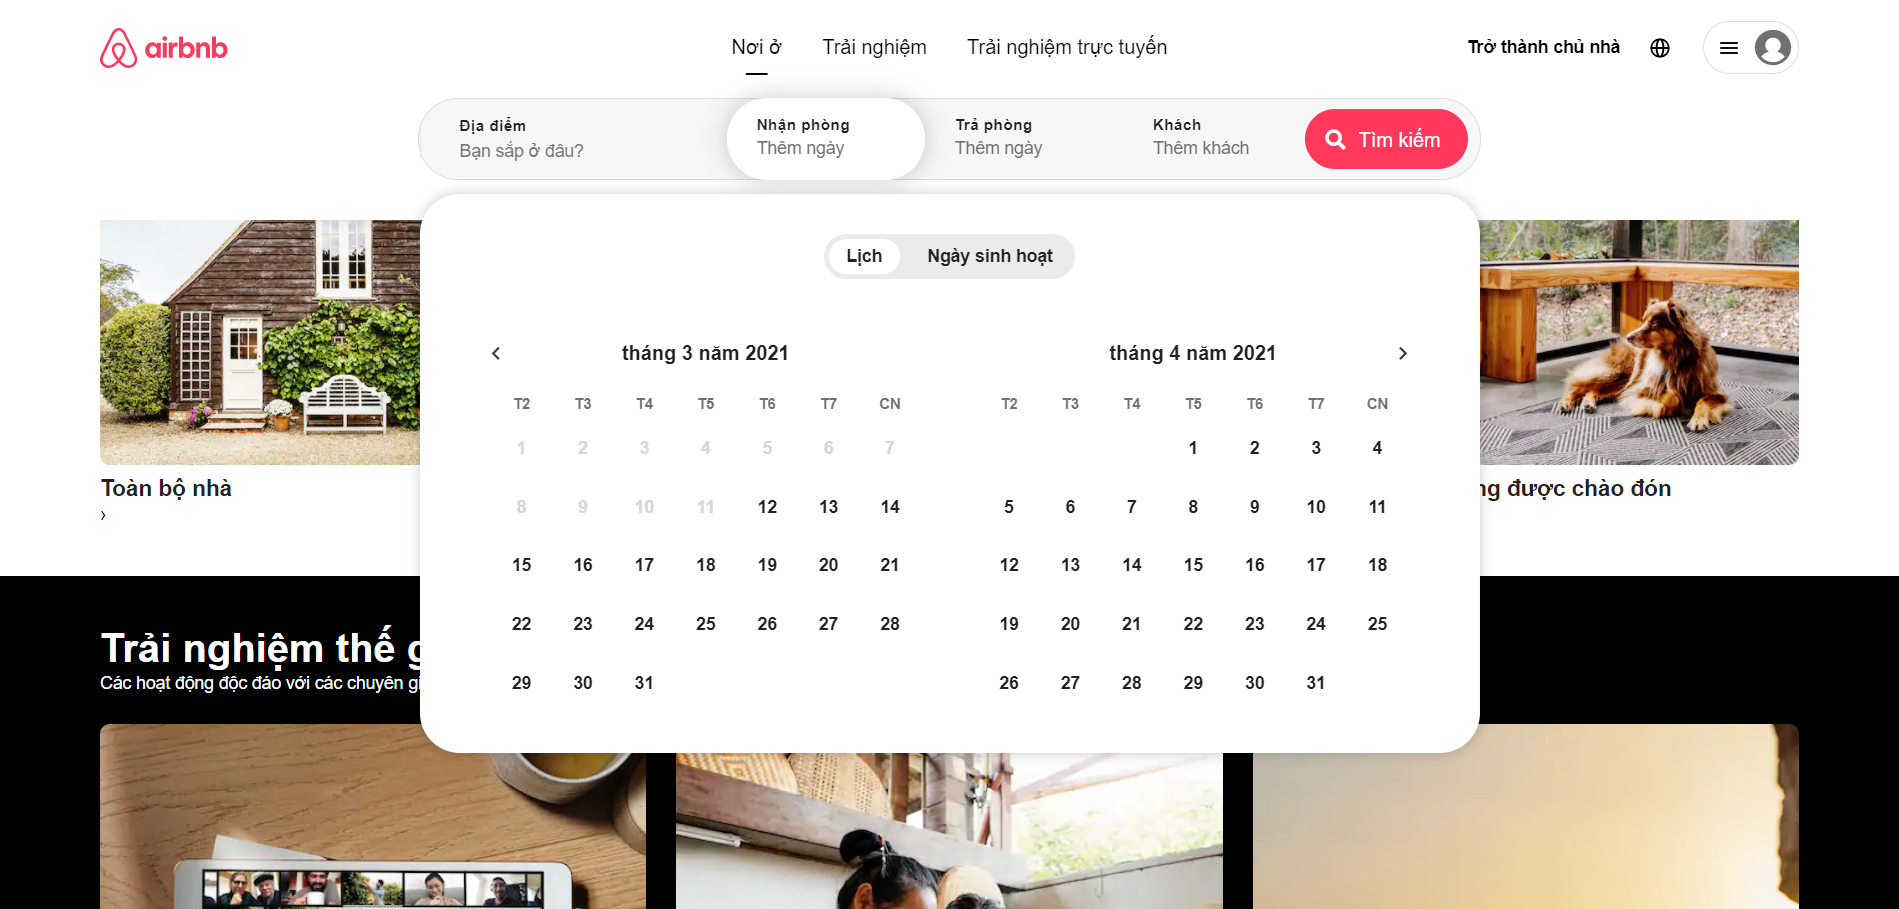 airbnb
Nơi ở Trải nghiệm Trải nghiệm trực tuyến
Trở thành chủ nhà
Địa điểm
Bạn sắp ở đâu?
Nhận phòng
Thêm ngày
Trả phòng
Thêm ngày
Khách
Thêm khách
Tìm kiếm
Lịch Ngày sinh hoạt
tháng 3 năm 2021
T2 T3 T4 T5 T6 T7 CN
1 2 3 4 5 6 7
8 9 10 11 12 13 14
15 16 17 18 19 20 21
22 23 24 25 26 27 28
29 30 31
tháng 4 năm 2021
T2 T3 T4 T5 T6 T7 CN
1 2 3 4
5 6 7 8 9 10 11
12 13 14 15 16 17 18
19 20 21 22 23 24 25
26 27 28 29 30 31
Toàn bộ nhà
›
ng được chào đón
Trải nghiệm thế g
Các hoạt động độc đáo với các chuyên gi